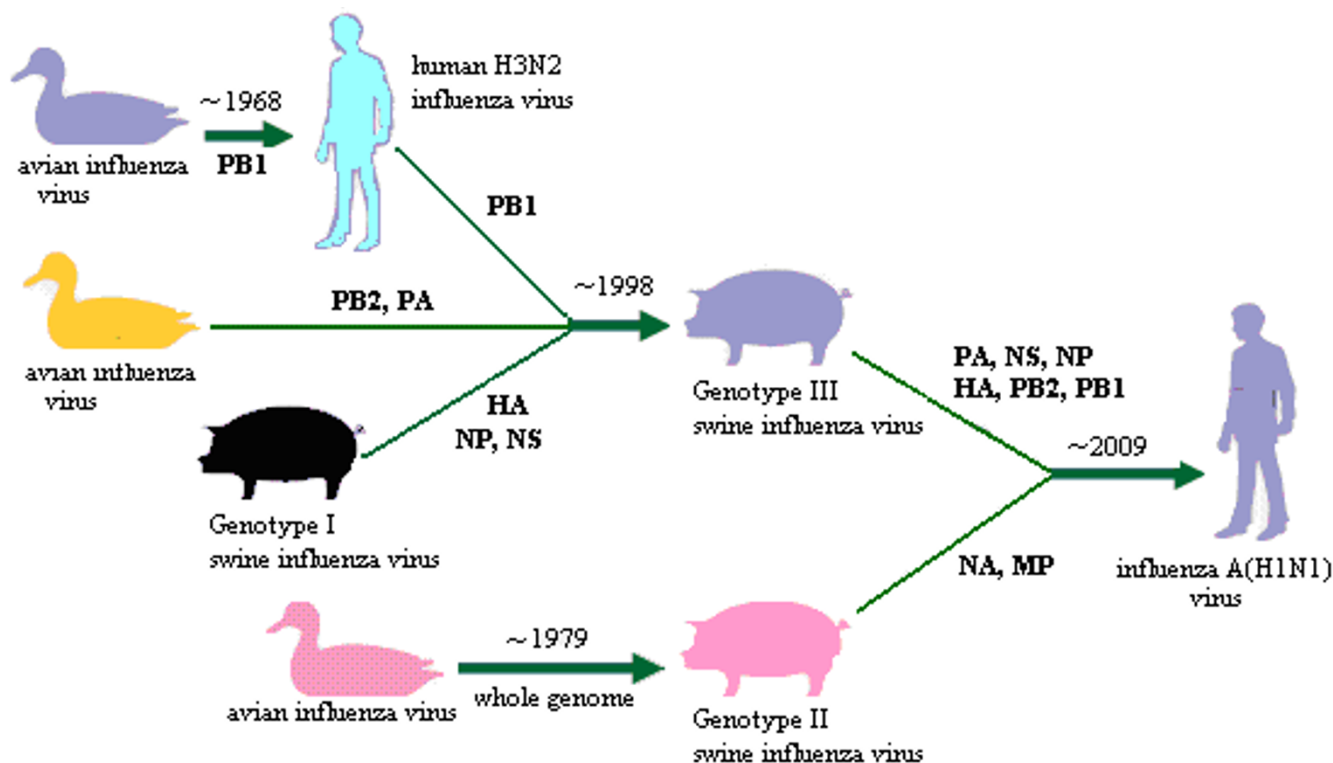 ~1968
PB1
avian influenza
virus
human H3N2
influenza virus
PB1
PB2, PA
avian influenza
virus
~1998
HA
NP, NS
Genotype I
swine influenza virus
Genotype III
swine influenza virus
PA, NS, NP
HA, PB2, PB1
~2009
NA, MP
influenza A(H1N1)
virus
~1979
whole genome
avian influenza virus
Genotype II
swine influenza virus